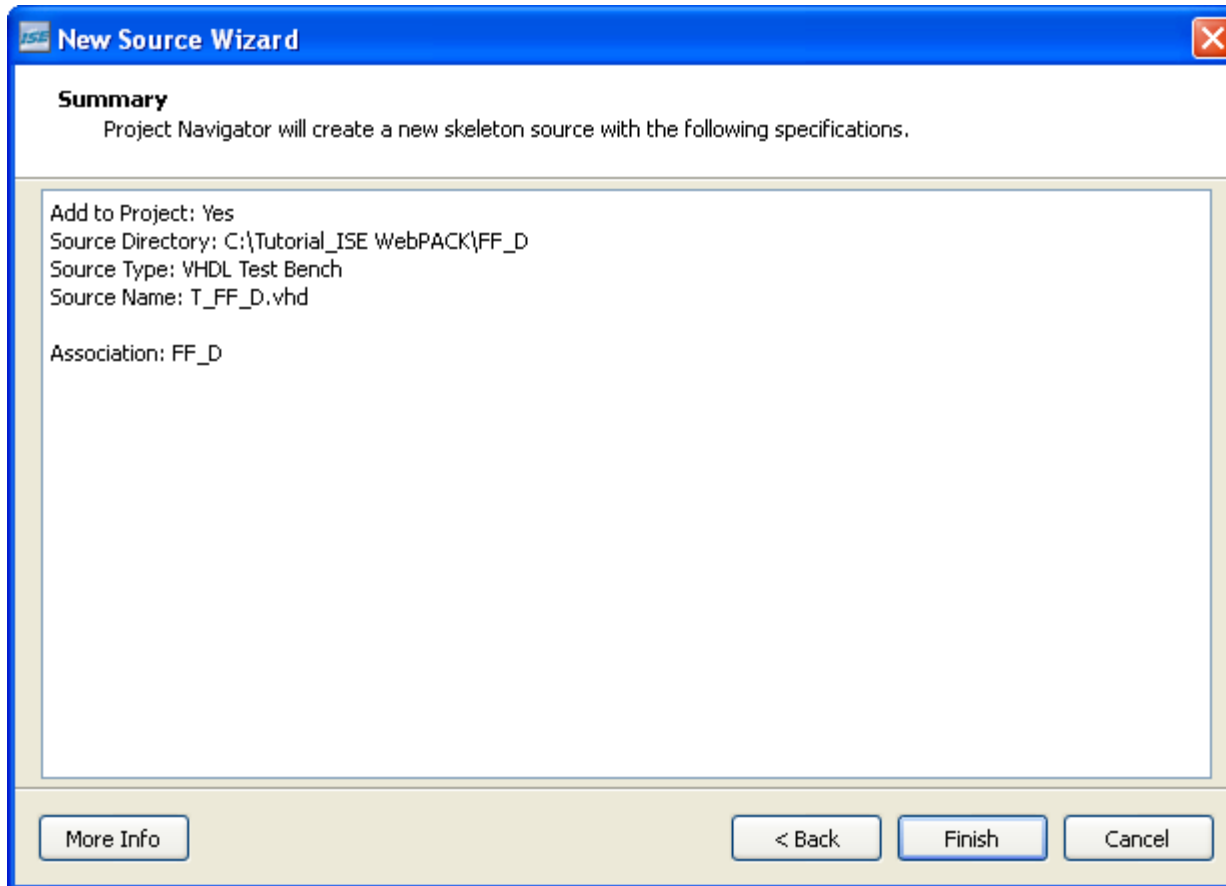 ISE New Source Wizard
Summary
Project Navigator will create a new skeleton source with the following specifications.
Add to Project: Yes
Source Directory: C:\Tutorial_ISE WebPACK\FF_D
Source Type: VHDL Test Bench
Source Name: T_FF_D.vhd
Association: FF_D
More Info < Back Finish Cancel